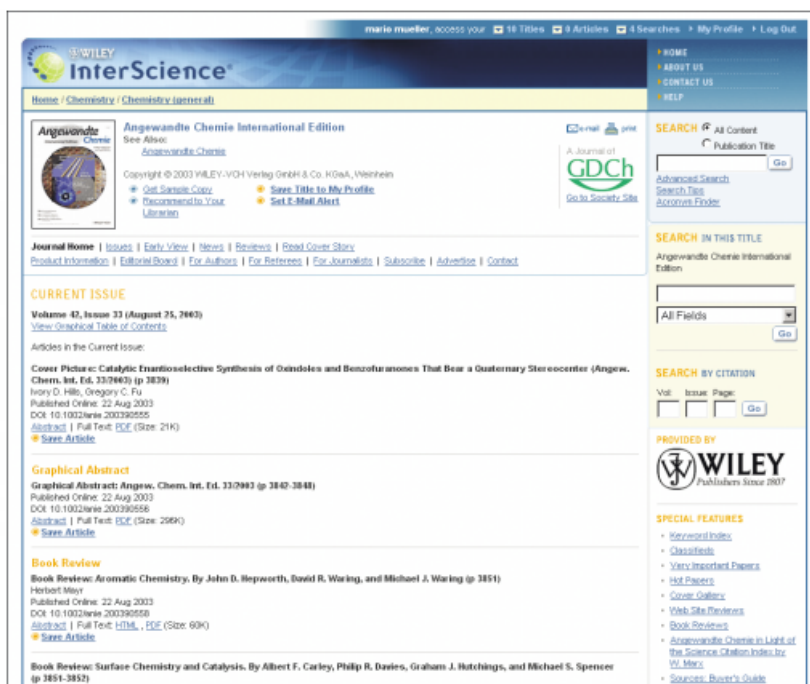 mario mueller, access your 10 Titles 0 Articles 4 Searches My Profile Log Out
WILEY
InterScience®
HOME
ABOUT US
CONTACT US
HELP
Home / Chemistry / Chemistry (general)
Angewandte
Chemie
Angewandte Chemie International Edition
See Also:
Angewandte Chemie
Copyright © 2003 WILEY-VCH Verlag GmbH & Co. KGaA, Weinheim
Get Sample Copy
Recommend to Your
Librarian
Save Title to My Profile
Set E-Mail Alert
e-mail print
A Journal of
GDCh
Go to Society Site
Journal Home | Issues | Early View | News | Reviews | Read Cover Story
Product Information | Editorial Board | For Authors | For Referees | For Journalists | Subscribe | Advertise | Contact
CURRENT ISSUE
Volume 42, Issue 33 (August 25, 2003)
View Graphical Table of Contents
Articles in the Current Issue:
Cover Picture: Catalytic Enantioselective Synthesis of Oxindoles and Benzofuranones That Bear a Quaternary Stereocenter (Angew.
Chem. Int. Ed. 33/2003) (p 3839)
Ivory D. Hills, Gregory C. Fu
Published Online: 22 Aug 2003
DOI: 10.1002/anie.200390555
Abstract | Full Text: PDF (Size: 21K)
Save Article
Graphical Abstract
Graphical Abstract: Angew. Chem. Int. Ed. 33/2003 (p 3842-3848)
Published Online: 22 Aug 2003
DOI: 10.1002/anie.200390556
Abstract | Full Text: PDF (Size: 296K)
Save Article
Book Review
Book Review: Aromatic Chemistry. By John D. Hepworth, David R. Waring, and Michael J. Waring (p 3851)
Herbert Mayr
Published Online: 22 Aug 2003
DOI: 10.1002/anie.200390558
Abstract | Full Text: HTML , PDF (Size: 60K)
Save Article
Book Review: Surface Chemistry and Catalysis. By Albert F. Carley, Philip R. Davies, Graham J. Hutchings, and Michael S. Spencer
(p 3851-3852)
SEARCH All Content
Publication Title
Go
Advanced Search
Search Tips
Acronym Finder
SEARCH IN THIS TITLE
Angewandte Chemie International
Edition
All Fields
Go
SEARCH BY CITATION
Vol: Issue: Page:
Go
PROVIDED BY
WILEY
Publishers Since 1807
SPECIAL FEATURES
Keyword Index
Classifieds
Very Important Papers
Hot Papers
Cover Gallery
Web Site Reviews
Book Reviews
Angewandte Chemie in Light of
the Science Citation Index by
W. Marx
Sources: Buyer's Guide